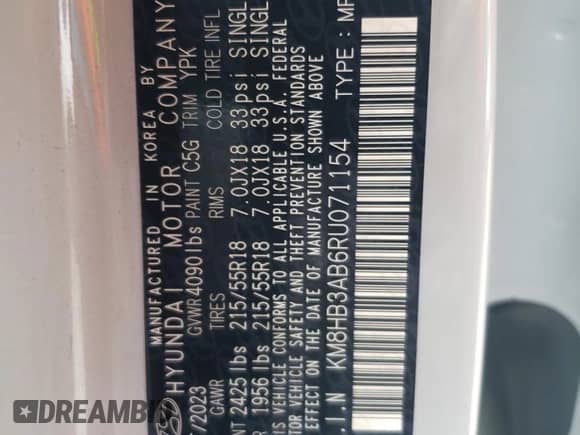 MANUFACTURED IN KOREA BY
HYUNDAI MOTOR COMPANY
/2023 GVWR 4090 lbs PAINT C5G TRIM YPK
GAWR TIRES RIMS COLD TIRE INFL
NT 2425 lbs 215/55R18 7.0JX18 33psi SINGL
R 1956 lbs 215/55R18 7.0JX18 33psi SINGL
S VEHICLE CONFORMS TO ALL APPLICABLE U.S.A. FEDERAL
TOR VEHICLE SAFETY AND THEFT PREVENTION STANDARDS
EFFECT ON THE DATE OF MANUFACTURE SHOWN ABOVE
.I.N KM8HB3AB6RU071154 TYPE : MP
DREAMBID